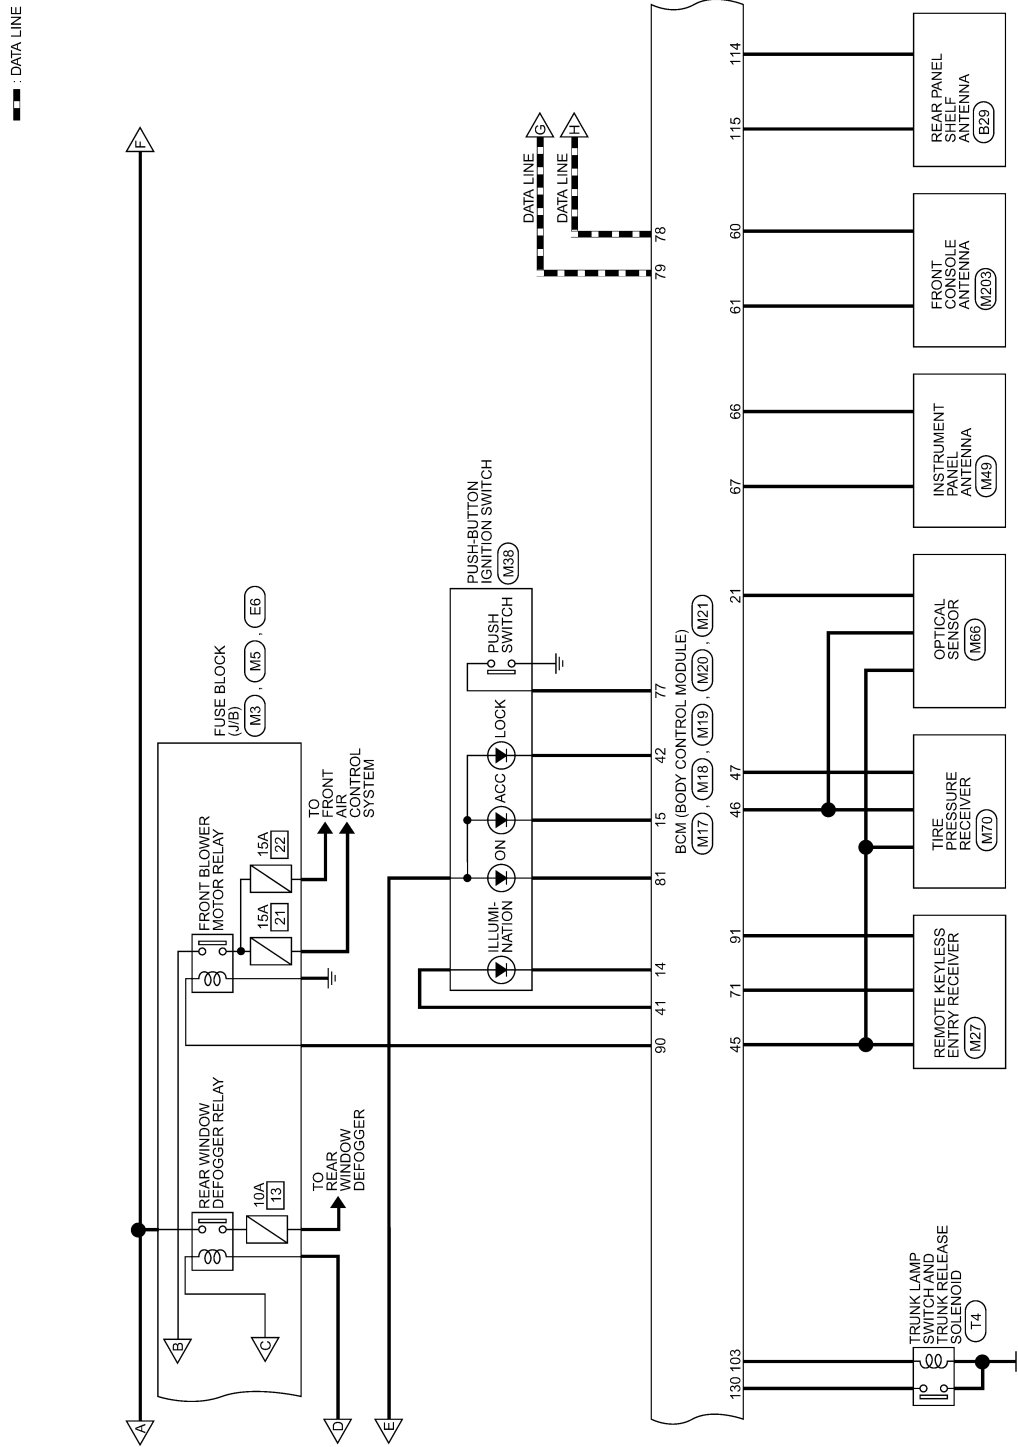 : DATA LINE
A
F
B
C
D
E
G
H
FUSE BLOCK
(J/B)
M3 , M5 , E6
REAR WINDOW
DEFOGGER RELAY
10A
13
TO
REAR
WINDOW
DEFOGGER
FRONT BLOWER
MOTOR RELAY
15A
21
15A
22
TO
FRONT
AIR
CONTROL
SYSTEM
PUSH-BUTTON
IGNITION SWITCH
M38
ILLUMI-
NATION
ON
ACC
LOCK
PUSH
SWITCH
DATA LINE
DATA LINE
90
41
14
81
15
42
77
79
78
BCM (BODY CONTROL MODULE)
M17 , M18 , M19 , M20 , M21
130
103
45
71
91
46
47
21
67
66
61
60
115
114
TRUNK LAMP
SWITCH AND
TRUNK RELEASE
SOLENOID
T4
REMOTE KEYLESS
ENTRY RECEIVER
M27
TIRE
PRESSURE
RECEIVER
M70
OPTICAL
SENSOR
M66
INSTRUMENT
PANEL
ANTENNA
M49
FRONT
CONSOLE
ANTENNA
M203
REAR PANEL
SHELF
ANTENNA
B29